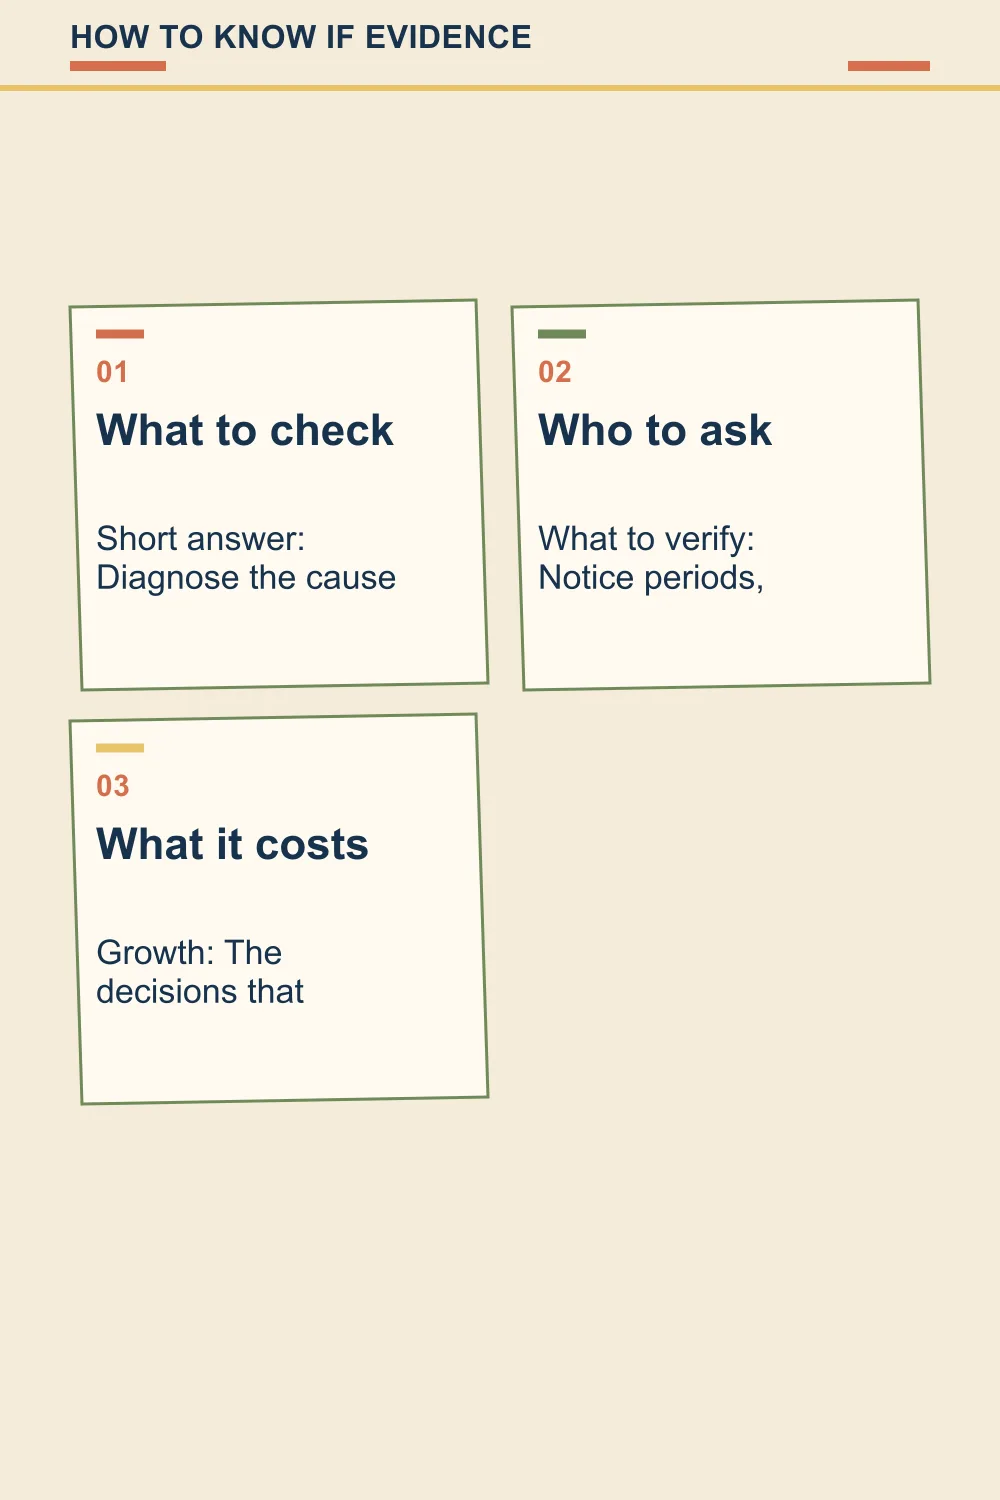 HOW TO KNOW IF EVIDENCE
01
What to check
Short answer:
Diagnose the cause
02
Who to ask
What to verify:
Notice periods,
03
What it costs
Growth: The
decisions that